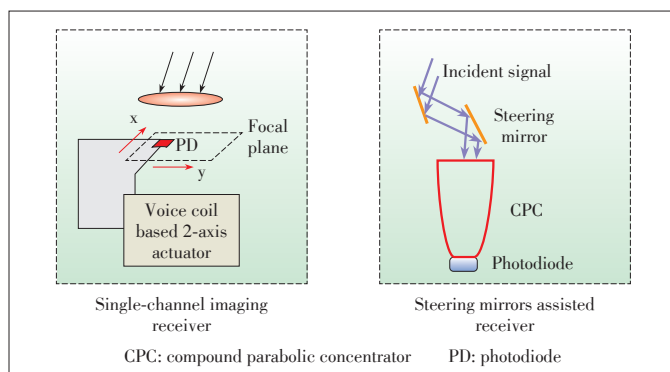 x
PD
Focal
plane
y
Voice coil
based 2-axis
actuator
Single-channel imaging
receiver
Incident signal
Steering
mirror
CPC
Photodiode
Steering mirrors assisted
receiver
CPC: compound parabolic concentrator PD: photodiode